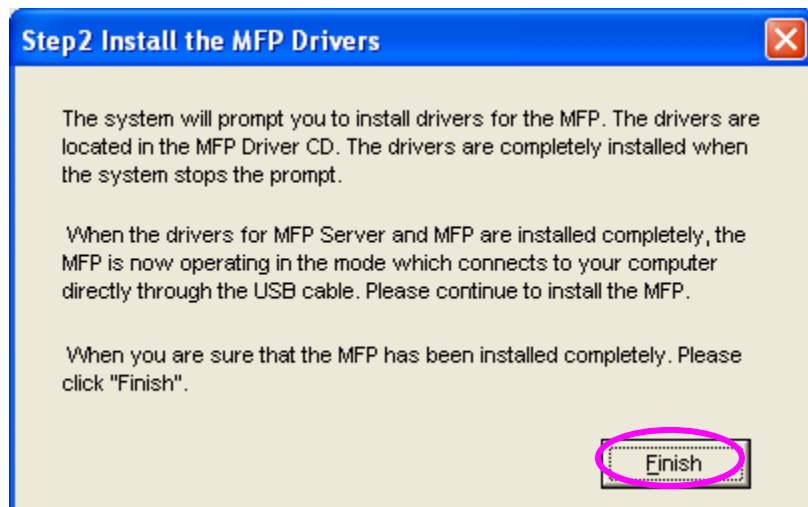 Step2 Install the MFP Drivers
The system will prompt you to install drivers for the MFP. The drivers are
located in the MFP Driver CD. The drivers are completely installed when
the system stops the prompt.
When the drivers for MFP Server and MFP are installed completely, the
MFP is now operating in the mode which connects to your computer
directly through the USB cable. Please continue to install the MFP.
When you are sure that the MFP has been installed completely. Please
click "Finish".
Finish